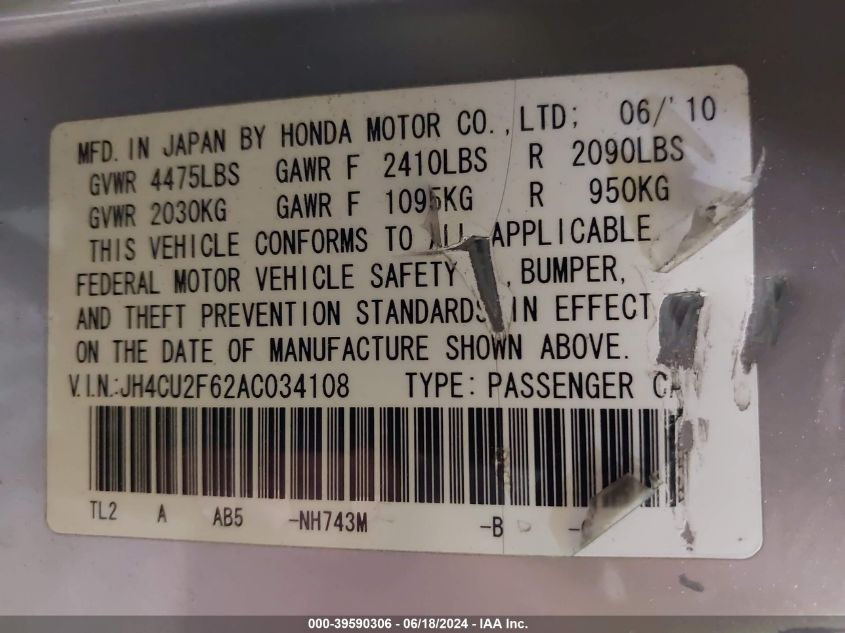 MFD. IN JAPAN BY HONDA MOTOR CO.,LTD; 06/'10
GVWR 4475LBS GAWR F 2410LBS R 2090LBS
GVWR 2030KG GAWR F 1095KG R 950KG
THIS VEHICLE CONFORMS TO ALL APPLICABLE
FEDERAL MOTOR VEHICLE SAFETY , BUMPER,
AND THEFT PREVENTION STANDARDS IN EFFECT
ON THE DATE OF MANUFACTURE SHOWN ABOVE.
V.I.N.:JH4CU2F62AC034108 TYPE: PASSENGER
TL2 A AB5 -NH743M -B
000-39590306 - 06/18/2024 - IAA Inc.